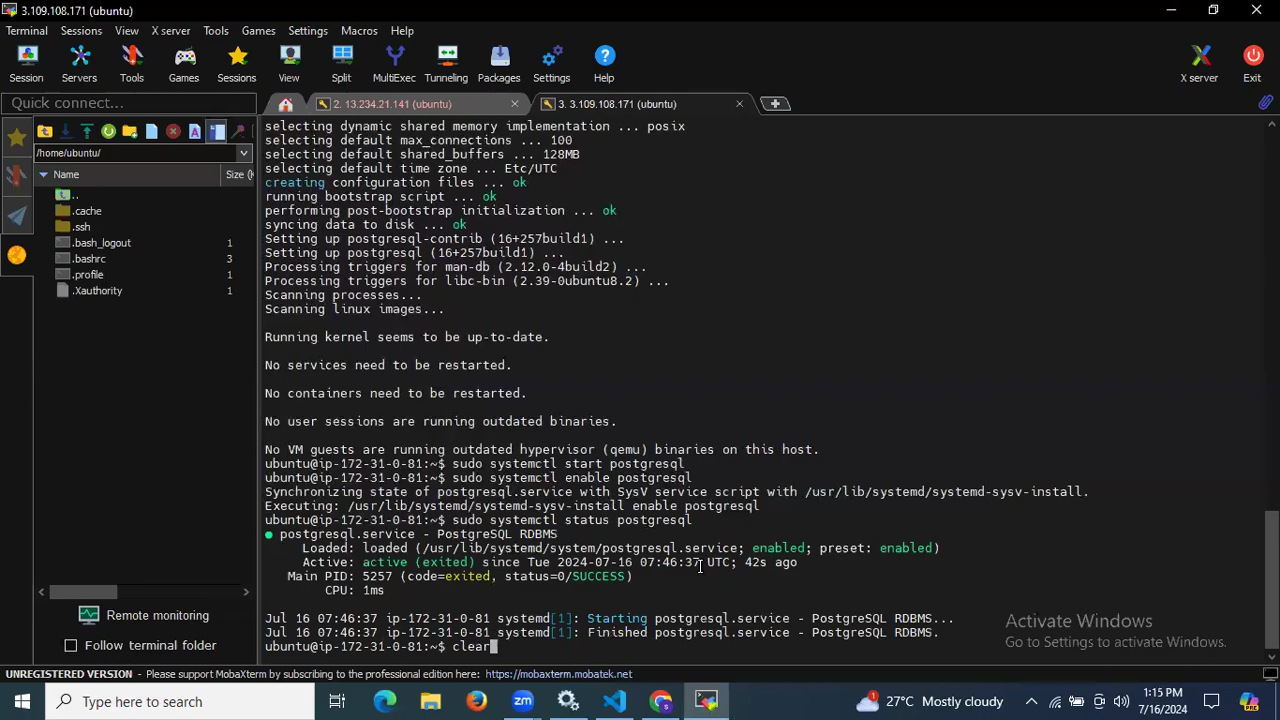 3.109.108.171 (ubuntu)
Terminal Sessions View X server Tools Games Settings Macros Help
Session Servers Tools Games Sessions View Split MultiExec Tunneling Packages Settings Help X server Exit
Quick connect...
2. 13.234.21.141 (ubuntu)
3. 3.109.108.171 (ubuntu)
/home/ubuntu/
Name Size (K
..
.cache
.ssh
.bash_logout 1
.bashrc 3
.profile 1
.Xauthority 1
selecting dynamic shared memory implementation ... posix
selecting default max_connections ... 100
selecting default shared_buffers ... 128MB
selecting default time zone ... Etc/UTC
creating configuration files ... ok
running bootstrap script ... ok
performing post-bootstrap initialization ... ok
syncing data to disk ... ok
Setting up postgresql-contrib (16+257build1) ...
Setting up postgresql (16+257build1) ...
Processing triggers for man-db (2.12.0-4build2) ...
Processing triggers for libc-bin (2.39-0ubuntu8.2) ...
Scanning processes...
Scanning linux images...
Running kernel seems to be up-to-date.
No services need to be restarted.
No containers need to be restarted.
No user sessions are running outdated binaries.
No VM guests are running outdated hypervisor (qemu) binaries on this host.
ubuntu@ip-172-31-0-81:~$ sudo systemctl start postgresql
ubuntu@ip-172-31-0-81:~$ sudo systemctl enable postgresql
Synchronizing state of postgresql.service with SysV service script with /usr/lib/systemd/systemd-sysv-install.
Executing: /usr/lib/systemd/systemd-sysv-install enable postgresql
ubuntu@ip-172-31-0-81:~$ sudo systemctl status postgresql
● postgresql.service - PostgreSQL RDBMS
Loaded: loaded (/usr/lib/systemd/system/postgresql.service; enabled; preset: enabled)
Active: active (exited) since Tue 2024-07-16 07:46:37 UTC; 42s ago
Main PID: 5257 (code=exited, status=0/SUCCESS)
CPU: 1ms
Jul 16 07:46:37 ip-172-31-0-81 systemd[1]: Starting postgresql.service - PostgreSQL RDBMS...
Jul 16 07:46:37 ip-172-31-0-81 systemd[1]: Finished postgresql.service - PostgreSQL RDBMS.
ubuntu@ip-172-31-0-81:~$ clear
Remote monitoring
Follow terminal folder
Activate Windows
Go to Settings to activate Windows.
UNREGISTERED VERSION - Please support MobaXterm by subscribing to the professional edition here: https://mobaxterm.mobatek.net
Type here to search
zm
27°C Mostly cloudy
1:15 PM
7/16/2024
PRE